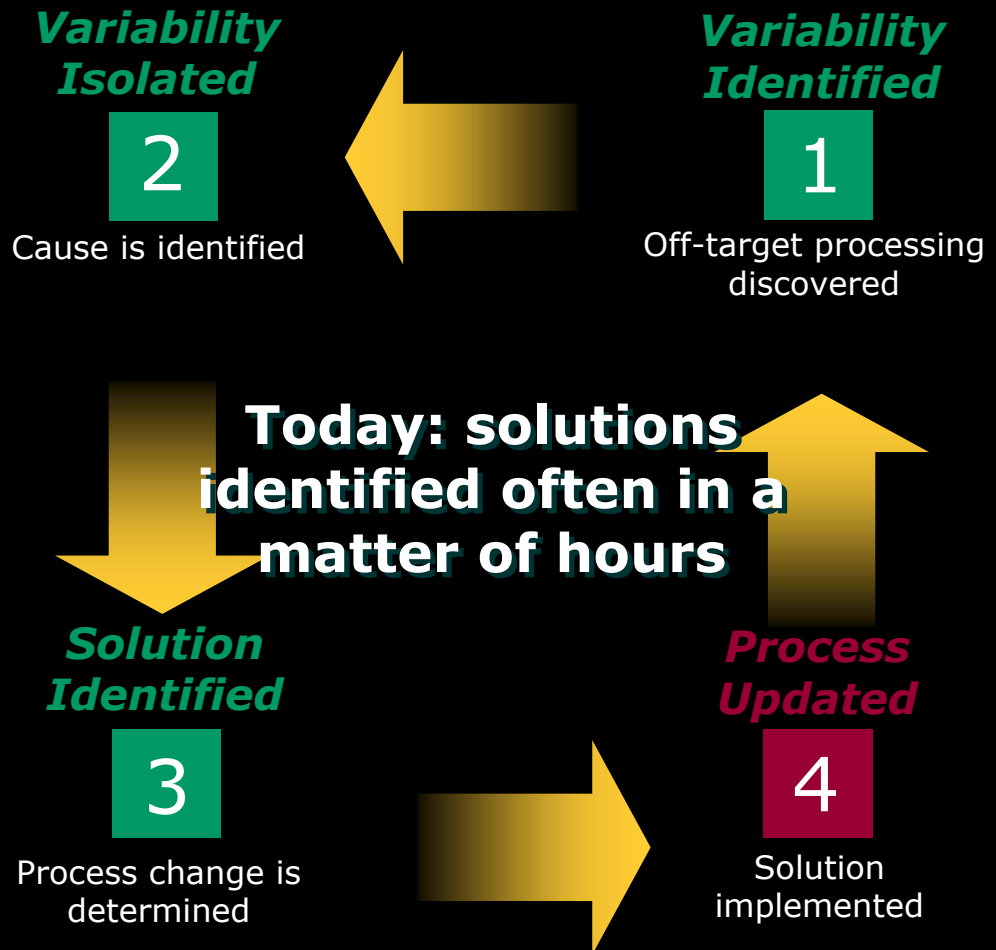 Variability
Isolated
2
Cause is identified
Variability
Identified
1
Off-target processing
discovered
Today: solutions
identified often in a
matter of hours
Solution
Identified
3
Process change is
determined
Process
Updated
4
Solution
implemented